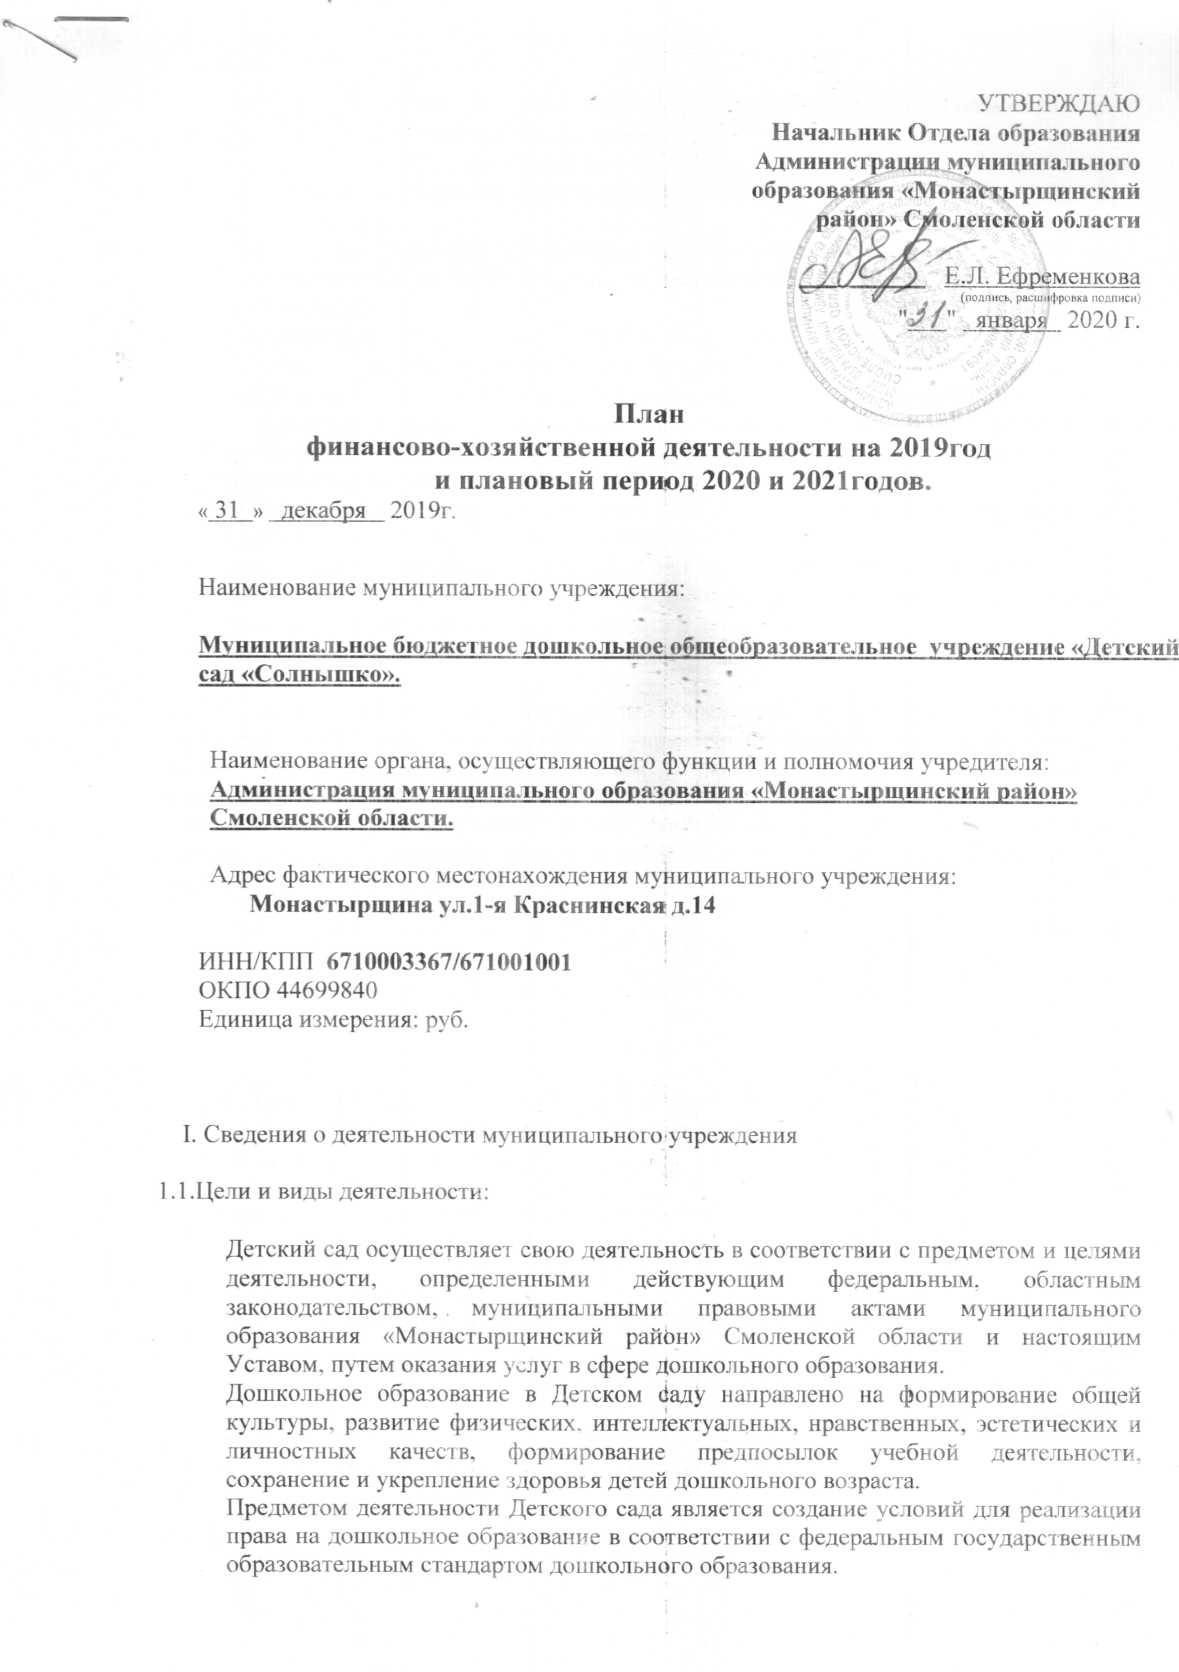 УТВЕРЖДАЮ
Начальник Отдела образования
Администрации муниципального
образования «Монастырщинский
район» Смоленской области
Е.Л. Ефременкова
(подпись, расшифровка подписи)
"31" января 2020 г.
План
финансово-хозяйственной деятельности на 2019год
и плановый период 2020 и 2021годов.
« 31 » декабря 2019г.
Наименование муниципального учреждения:
Муниципальное бюджетное дошкольное общеобразовательное учреждение «Детский
сад «Солнышко».
Наименование органа, осуществляющего функции и полномочия учредителя:
Администрация муниципального образования «Монастырщинский район»
Смоленской области.
Адрес фактического местонахождения муниципального учреждения:
Монастырщина ул.1-я Краснинская д.14
ИНН/КПП 6710003367/671001001
ОКПО 44699840
Единица измерения: руб.
I. Сведения о деятельности муниципального учреждения
1.1.Цели и виды деятельности:
Детский сад осуществляет свою деятельность в соответствии с предметом и целями
деятельности, определенными действующим федеральным, областным
законодательством, муниципальными правовыми актами муниципального
образования «Монастырщинский район» Смоленской области и настоящим
Уставом, путем оказания услуг в сфере дошкольного образования.
Дошкольное образование в Детском саду направлено на формирование общей
культуры, развитие физических, интеллектуальных, нравственных, эстетических и
личностных качеств, формирование предпосылок учебной деятельности,
сохранение и укрепление здоровья детей дошкольного возраста.
Предметом деятельности Детского сада является создание условий для реализации
права на дошкольное образование в соответствии с федеральным государственным
образовательным стандартом дошкольного образования.